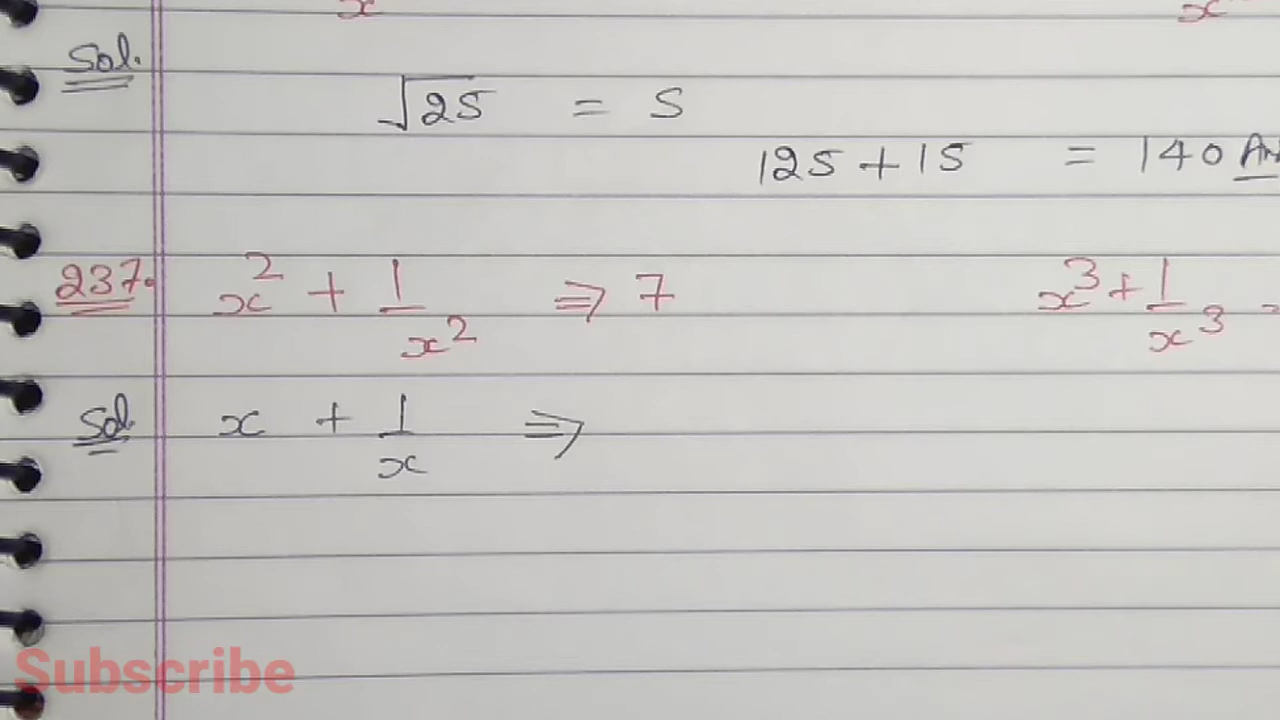 Sol.
√25 = 5
125 + 15 = 140
237. x² + 1/x² ⇒ 7 x³ + 1/x³
Sol. x + 1/x ⇒
Subscribe